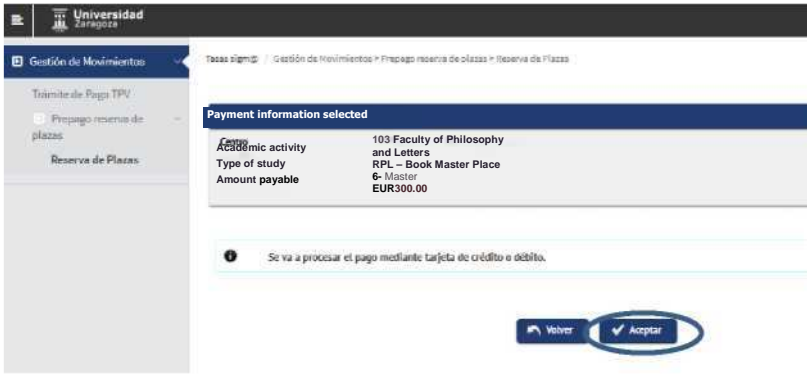 Universidad
Zaragoza
Gestión de Movimientos
Tasas sigm@ / Gestión de Movimientos > Prepago reserva de plazas > Reserva de Plazas
Trámite de Pago TPV
Prepago reserva de
plazas
Reserva de Plazas
Payment information selected
Centro
Academic activity
Type of study
Amount payable
103 Faculty of Philosophy
and Letters
RPL – Book Master Place
6- Master
EUR300.00
Se va a procesar el pago mediante tarjeta de crédito o débito.
Volver
Aceptar